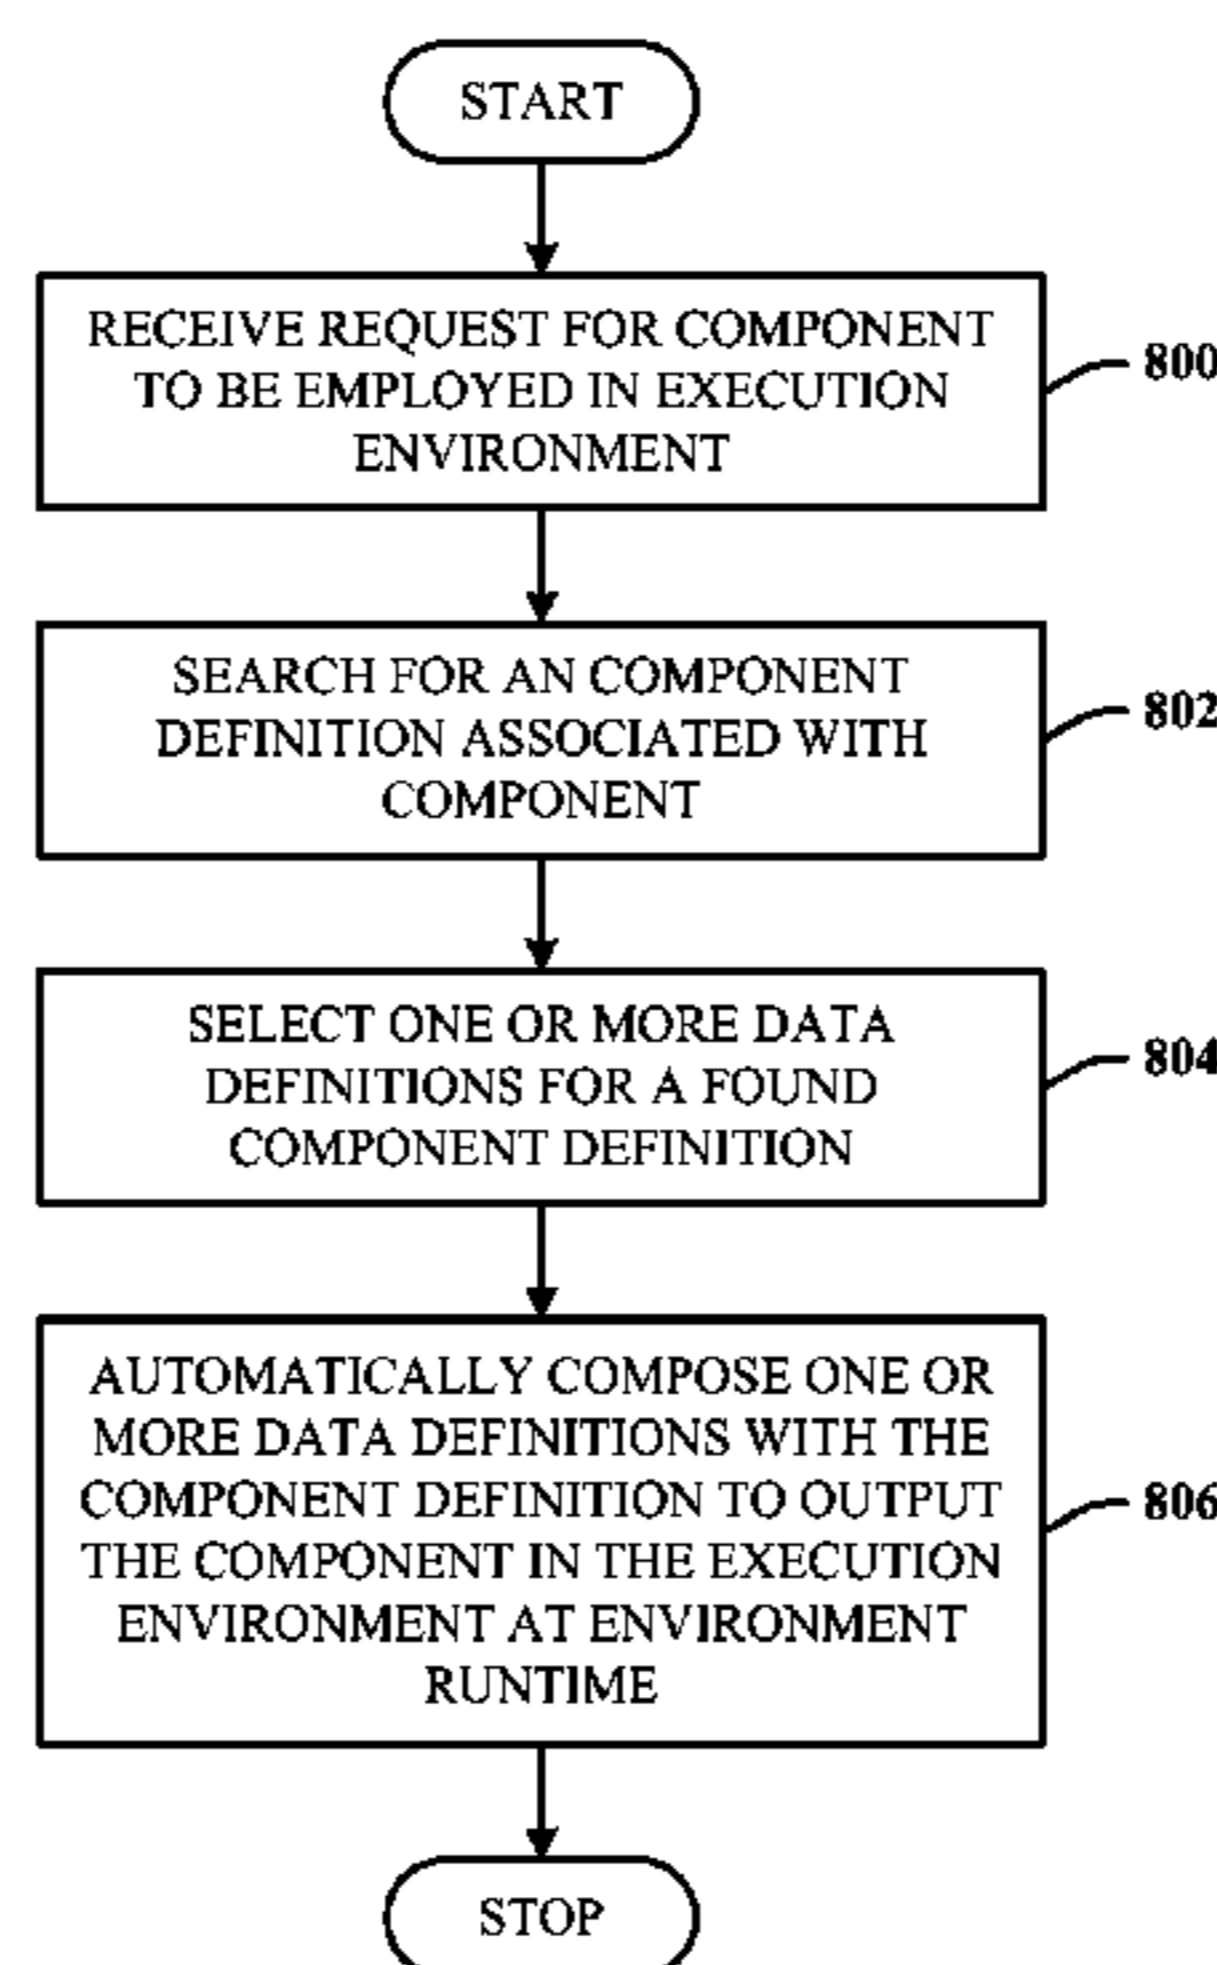 START
RECEIVE REQUEST FOR COMPONENT
TO BE EMPLOYED IN EXECUTION
ENVIRONMENT
800
SEARCH FOR AN COMPONENT
DEFINITION ASSOCIATED WITH
COMPONENT
802
SELECT ONE OR MORE DATA
DEFINITIONS FOR A FOUND
COMPONENT DEFINITION
804
AUTOMATICALLY COMPOSE ONE OR
MORE DATA DEFINITIONS WITH THE
COMPONENT DEFINITION TO OUTPUT
THE COMPONENT IN THE EXECUTION
ENVIRONMENT AT ENVIRONMENT
RUNTIME
806
STOP